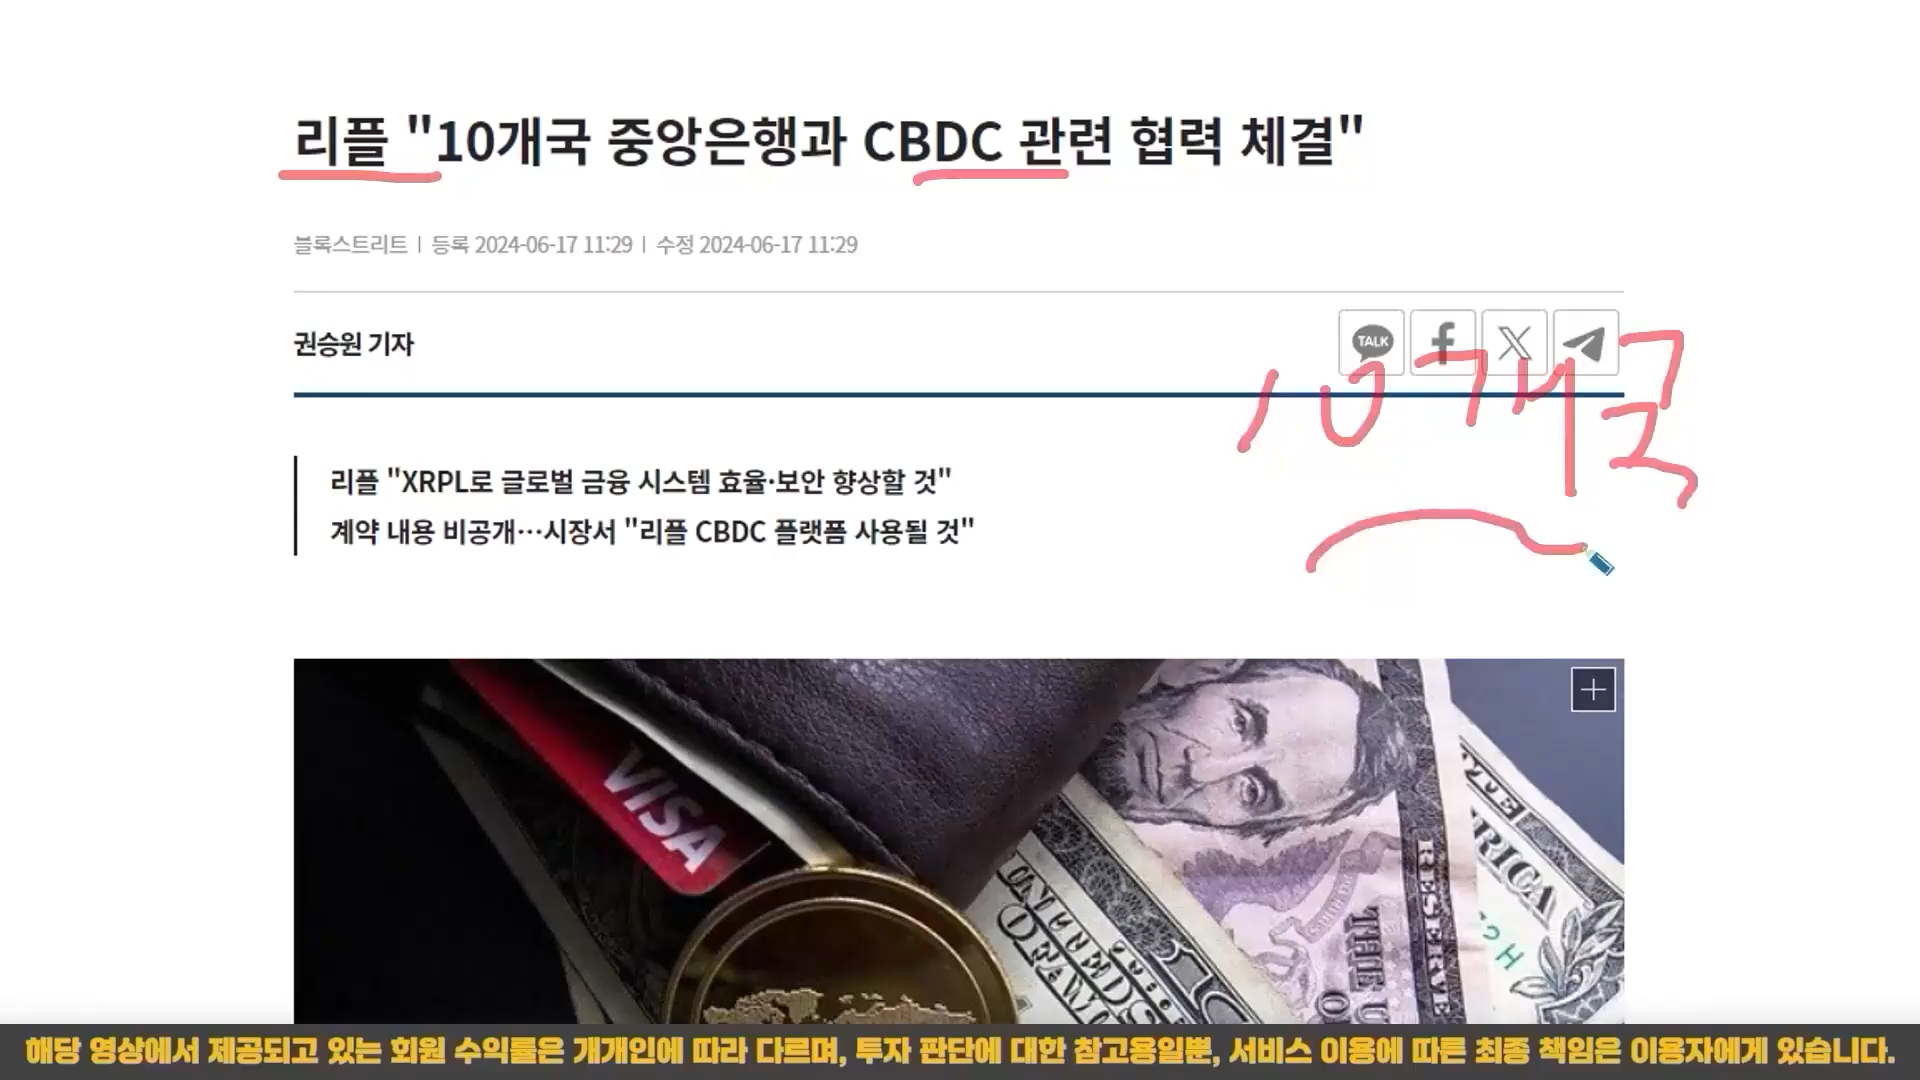 리플 "10개국 중앙은행과 CBDC 관련 협력 체결"
블록스트리트 | 등록 2024-06-17 11:29 | 수정 2024-06-17 11:29
권승원 기자
TALK
10개국
리플 "XRPL로 글로벌 금융 시스템 효율·보안 향상할 것"
계약 내용 비공개…시장서 "리플 CBDC 플랫폼 사용될 것"
VISA
RESERVE
THE U
해당 영상에서 제공되고 있는 회원 수익률은 개개인에 따라 다르며, 투자 판단에 대한 참고용일뿐, 서비스 이용에 따른 최종 책임은 이용자에게 있습니다.